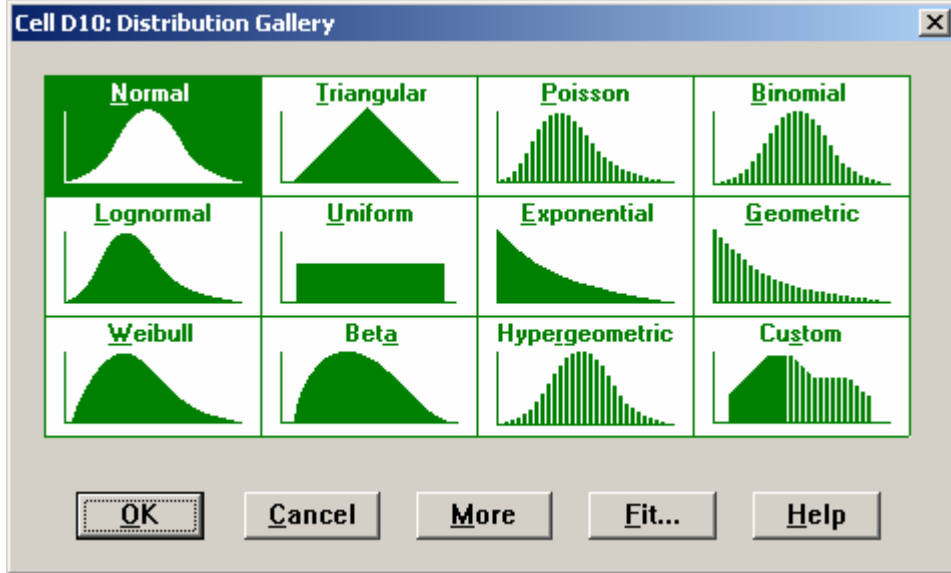 Cell D10: Distribution Gallery
Normal Triangular Poisson Binomial
Lognormal Uniform Exponential Geometric
Weibull Beta Hypergeometric Custom
OK Cancel More Fit... Help